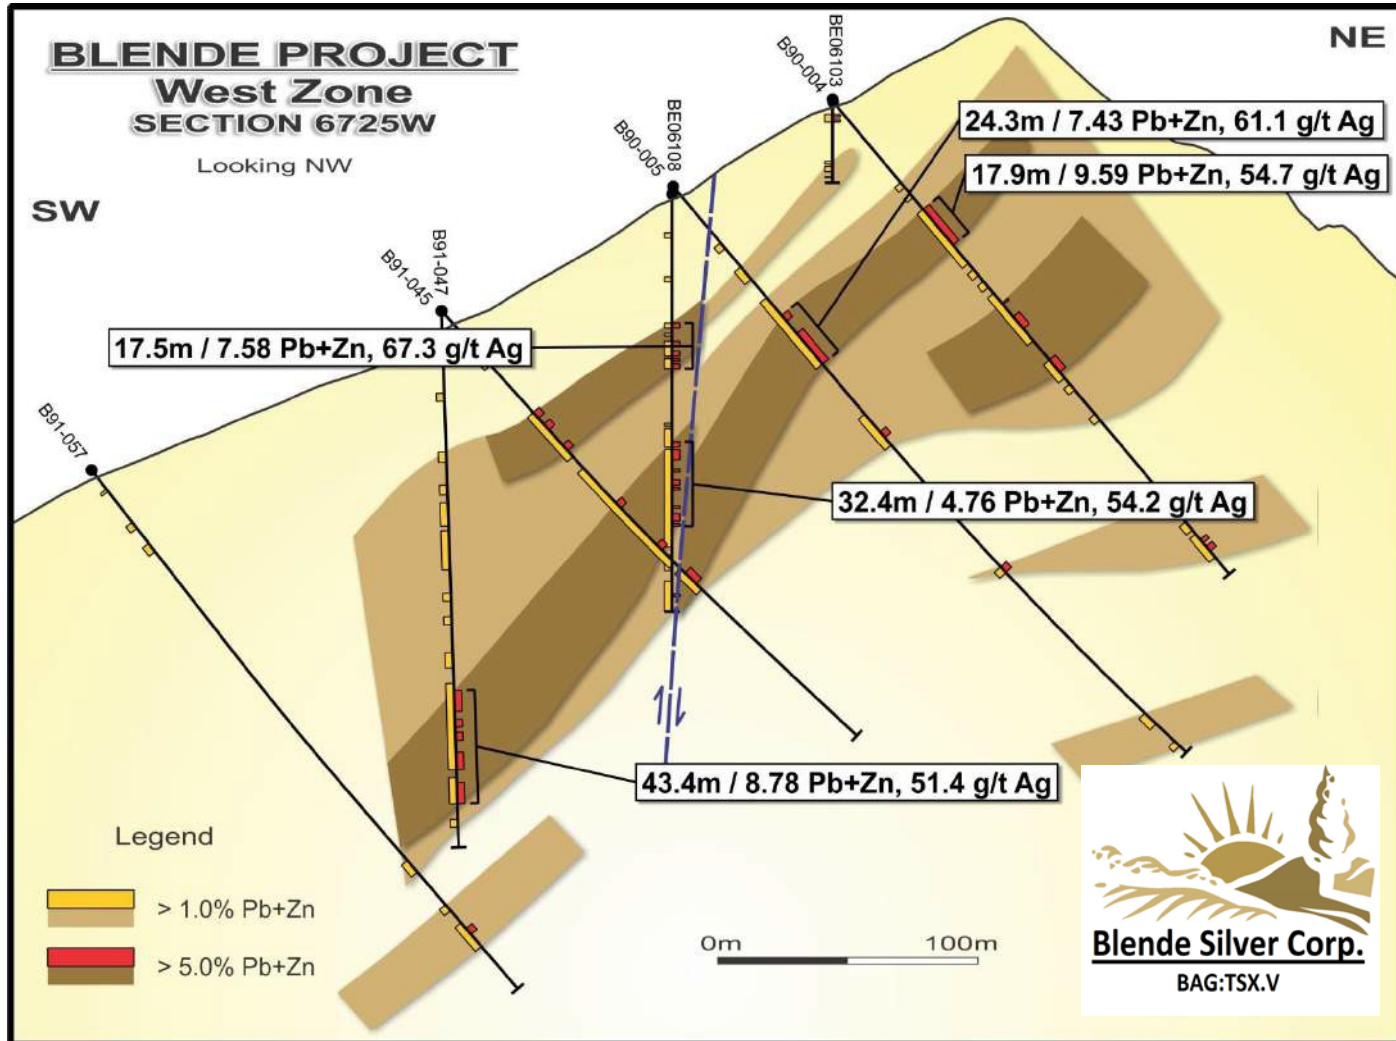 BLENDE PROJECT
West Zone
SECTION 6725W
Looking NW
SW
NE
BE06103
B90-004
BE06108
B90-005
B91-047
B91-045
B91-057
24.3m / 7.43 Pb+Zn, 61.1 g/t Ag
17.9m / 9.59 Pb+Zn, 54.7 g/t Ag
17.5m / 7.58 Pb+Zn, 67.3 g/t Ag
32.4m / 4.76 Pb+Zn, 54.2 g/t Ag
43.4m / 8.78 Pb+Zn, 51.4 g/t Ag
Legend
> 1.0% Pb+Zn
> 5.0% Pb+Zn
0m 100m
Blende Silver Corp.
BAG:TSX.V